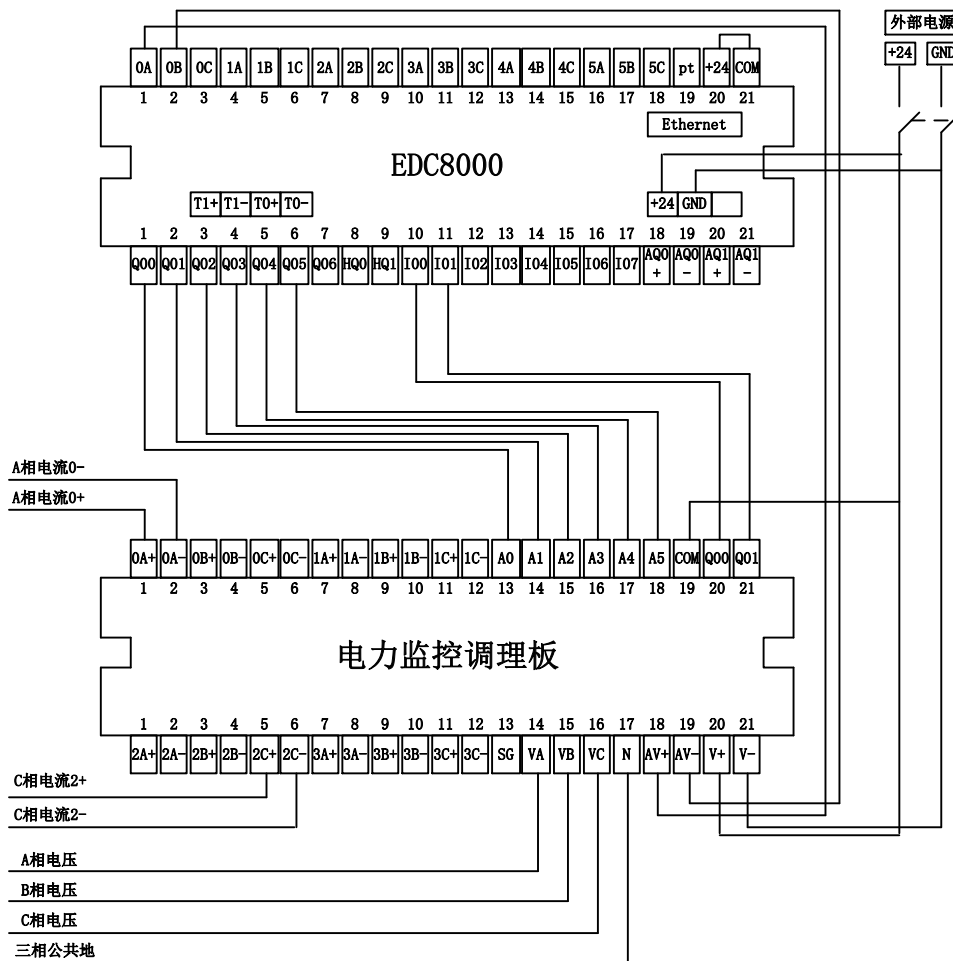 外部电源
+24 GND
0A 0B 0C 1A 1B 1C 2A 2B 2C 3A 3B 3C 4A 4B 4C 5A 5B 5C pt +24 COM
1 2 3 4 5 6 7 8 9 10 11 12 13 14 15 16 17 18 19 20 21
Ethernet
EDC8000
T1+ T1- T0+ T0- +24 GND
1 2 3 4 5 6 7 8 9 10 11 12 13 14 15 16 17 18 19 20 21
Q00 Q01 Q02 Q03 Q04 Q05 Q06 HQ0 HQ1 I00 I01 I02 I03 I04 I05 I06 I07 AQ0+ AQ0- AQ1+ AQ1-
A相电流0-
A相电流0+
0A+ 0A- 0B+ 0B- 0C+ 0C- 1A+ 1A- 1B+ 1B- 1C+ 1C- A0 A1 A2 A3 A4 A5 COM Q00 Q01
1 2 3 4 5 6 7 8 9 10 11 12 13 14 15 16 17 18 19 20 21
电力监控调理板
1 2 3 4 5 6 7 8 9 10 11 12 13 14 15 16 17 18 19 20 21
2A+ 2A- 2B+ 2B- 2C+ 2C- 3A+ 3A- 3B+ 3B- 3C+ 3C- SG VA VB VC N AV+ AV- V+ V-
C相电流2+
C相电流2-
A相电压
B相电压
C相电压
三相公共地